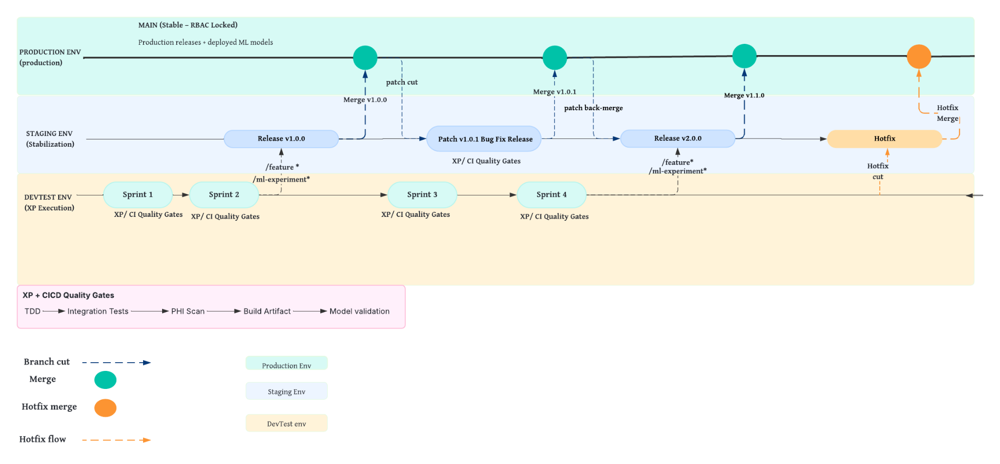 MAIN (Stable – RBAC Locked)
Production releases + deployed ML models
PRODUCTION ENV
(production)
patch cut
Merge v1.0.0
Merge v1.0.1
patch back-merge
Merge v1.1.0
Hotfix
Merge
STAGING ENV
(Stabilization)
Release v1.0.0
Patch v1.0.1 Bug Fix Release
Release v2.0.0
Hotfix
XP/ CI Quality Gates
/feature *
/ml-experiment*
/feature*
/ml-experiment*
Hotfix
cut
DEVTEST ENV
(XP Execution)
Sprint 1
Sprint 2
Sprint 3
Sprint 4
XP/ CI Quality Gates
XP/ CI Quality Gates
XP/ CI Quality Gates
XP/ CI Quality Gates
XP + CICD Quality Gates
TDD
Integration Tests
PHI Scan
Build Artifact
Model validation
Branch cut
Merge
Hotfix merge
Hotfix flow
Production Env
Staging Env
DevTest env